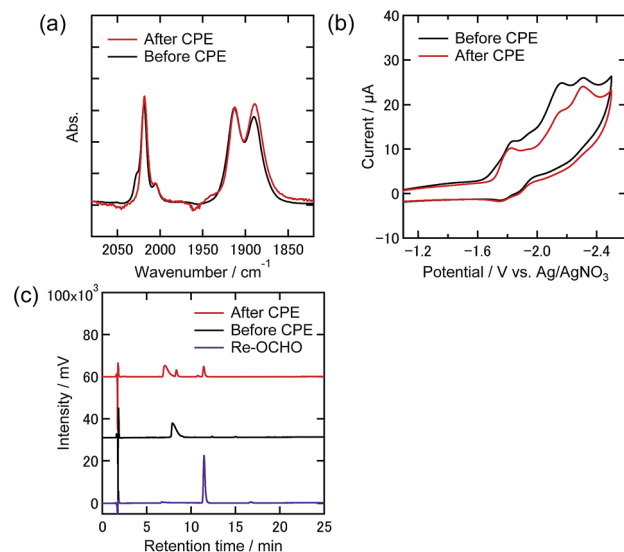 (a)
After CPE
Before CPE
Abs.
2050 2000 1950 1900 1850
Wavenumber / cm⁻¹
(b)
Before CPE
After CPE
40
30
20
10
0
−10
Current / μA
−1.2 −1.6 −2.0 −2.4
Potential / V vs. Ag/AgNO₃
(c)
100x10³
80
60
40
20
0
After CPE
Before CPE
Re-OCHO
Intensity / mV
0 5 10 15 20 25
Retention time / min